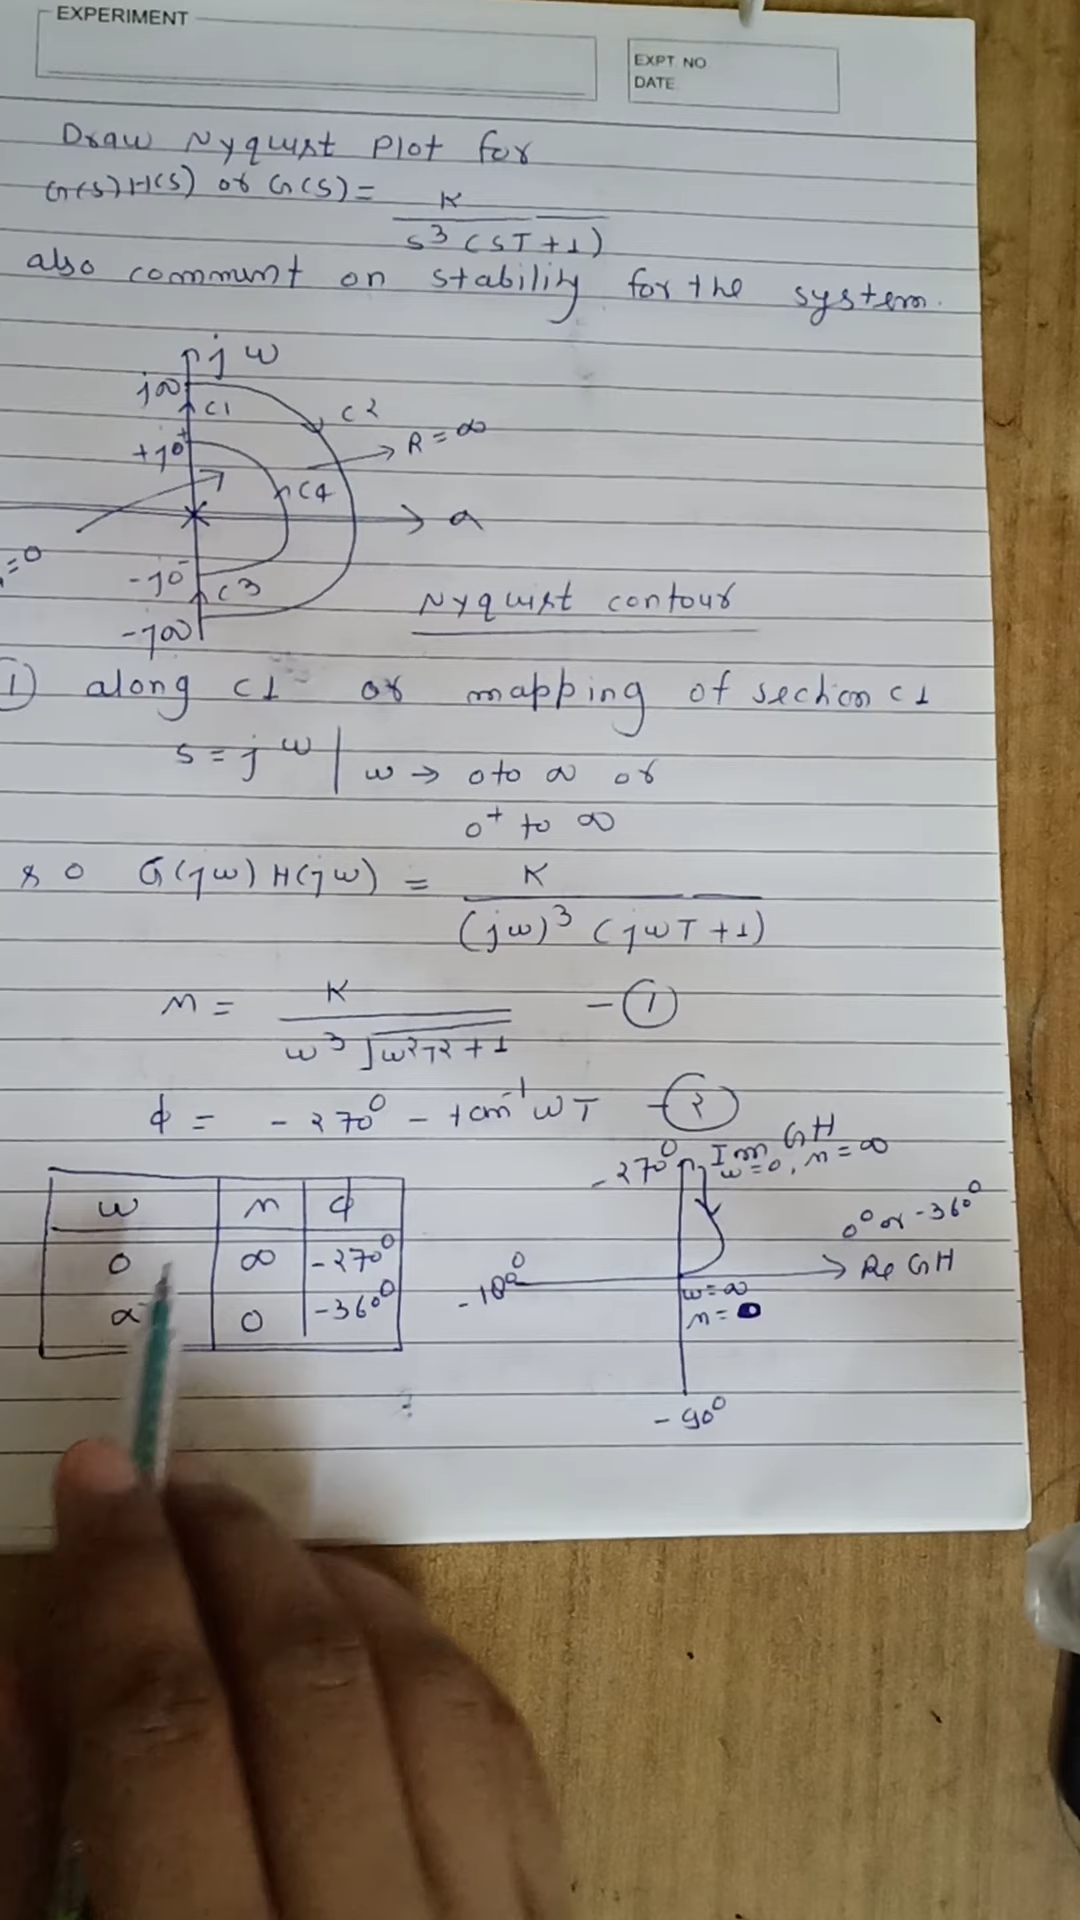 EXPERIMENT
EXPT. NO.
DATE
Draw Nyquist Plot for
G(s)H(s) or G(s) = K
s³ (sT+1)
also comment on stability for the system.
jω
j∞
C1
C2
+j0⁺
R = ∞
C4
σ
=0
-j0⁻
C3
-j∞
Nyquist contour
1) along C1 or mapping of section C1
s = jω | ω → 0 to ∞ or
0⁺ to ∞
so G(jω) H(jω) = K
(jω)³ (jωT+1)
M = K
ω³ √ω²T²+1
- ①
φ = -270° - tan⁻¹ ωT - ②
ω M φ
0 ∞ -270°
∞ 0 -360°
-270° Im GH
ω=0, M=∞
0° or -360°
-180°
Re GH
ω=∞
M=0
-90°